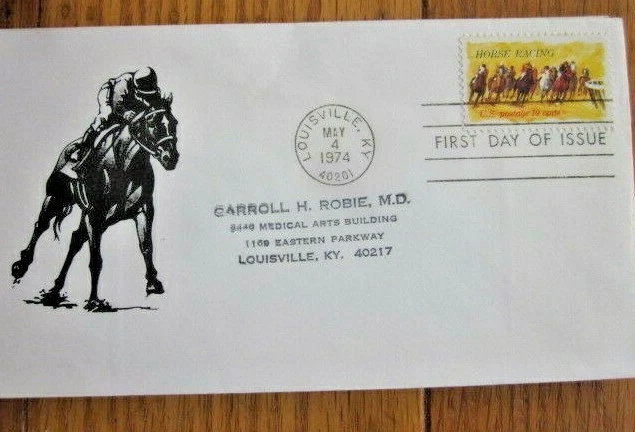 HORSE RACING
U.S. postage 10 cents
LOUISVILLE, KY
MAY
4
1974
40201
FIRST DAY OF ISSUE
CARROLL H. ROBIE, M.D.
MEDICAL ARTS BUILDING
1169 EASTERN PARKWAY
LOUISVILLE, KY. 40217